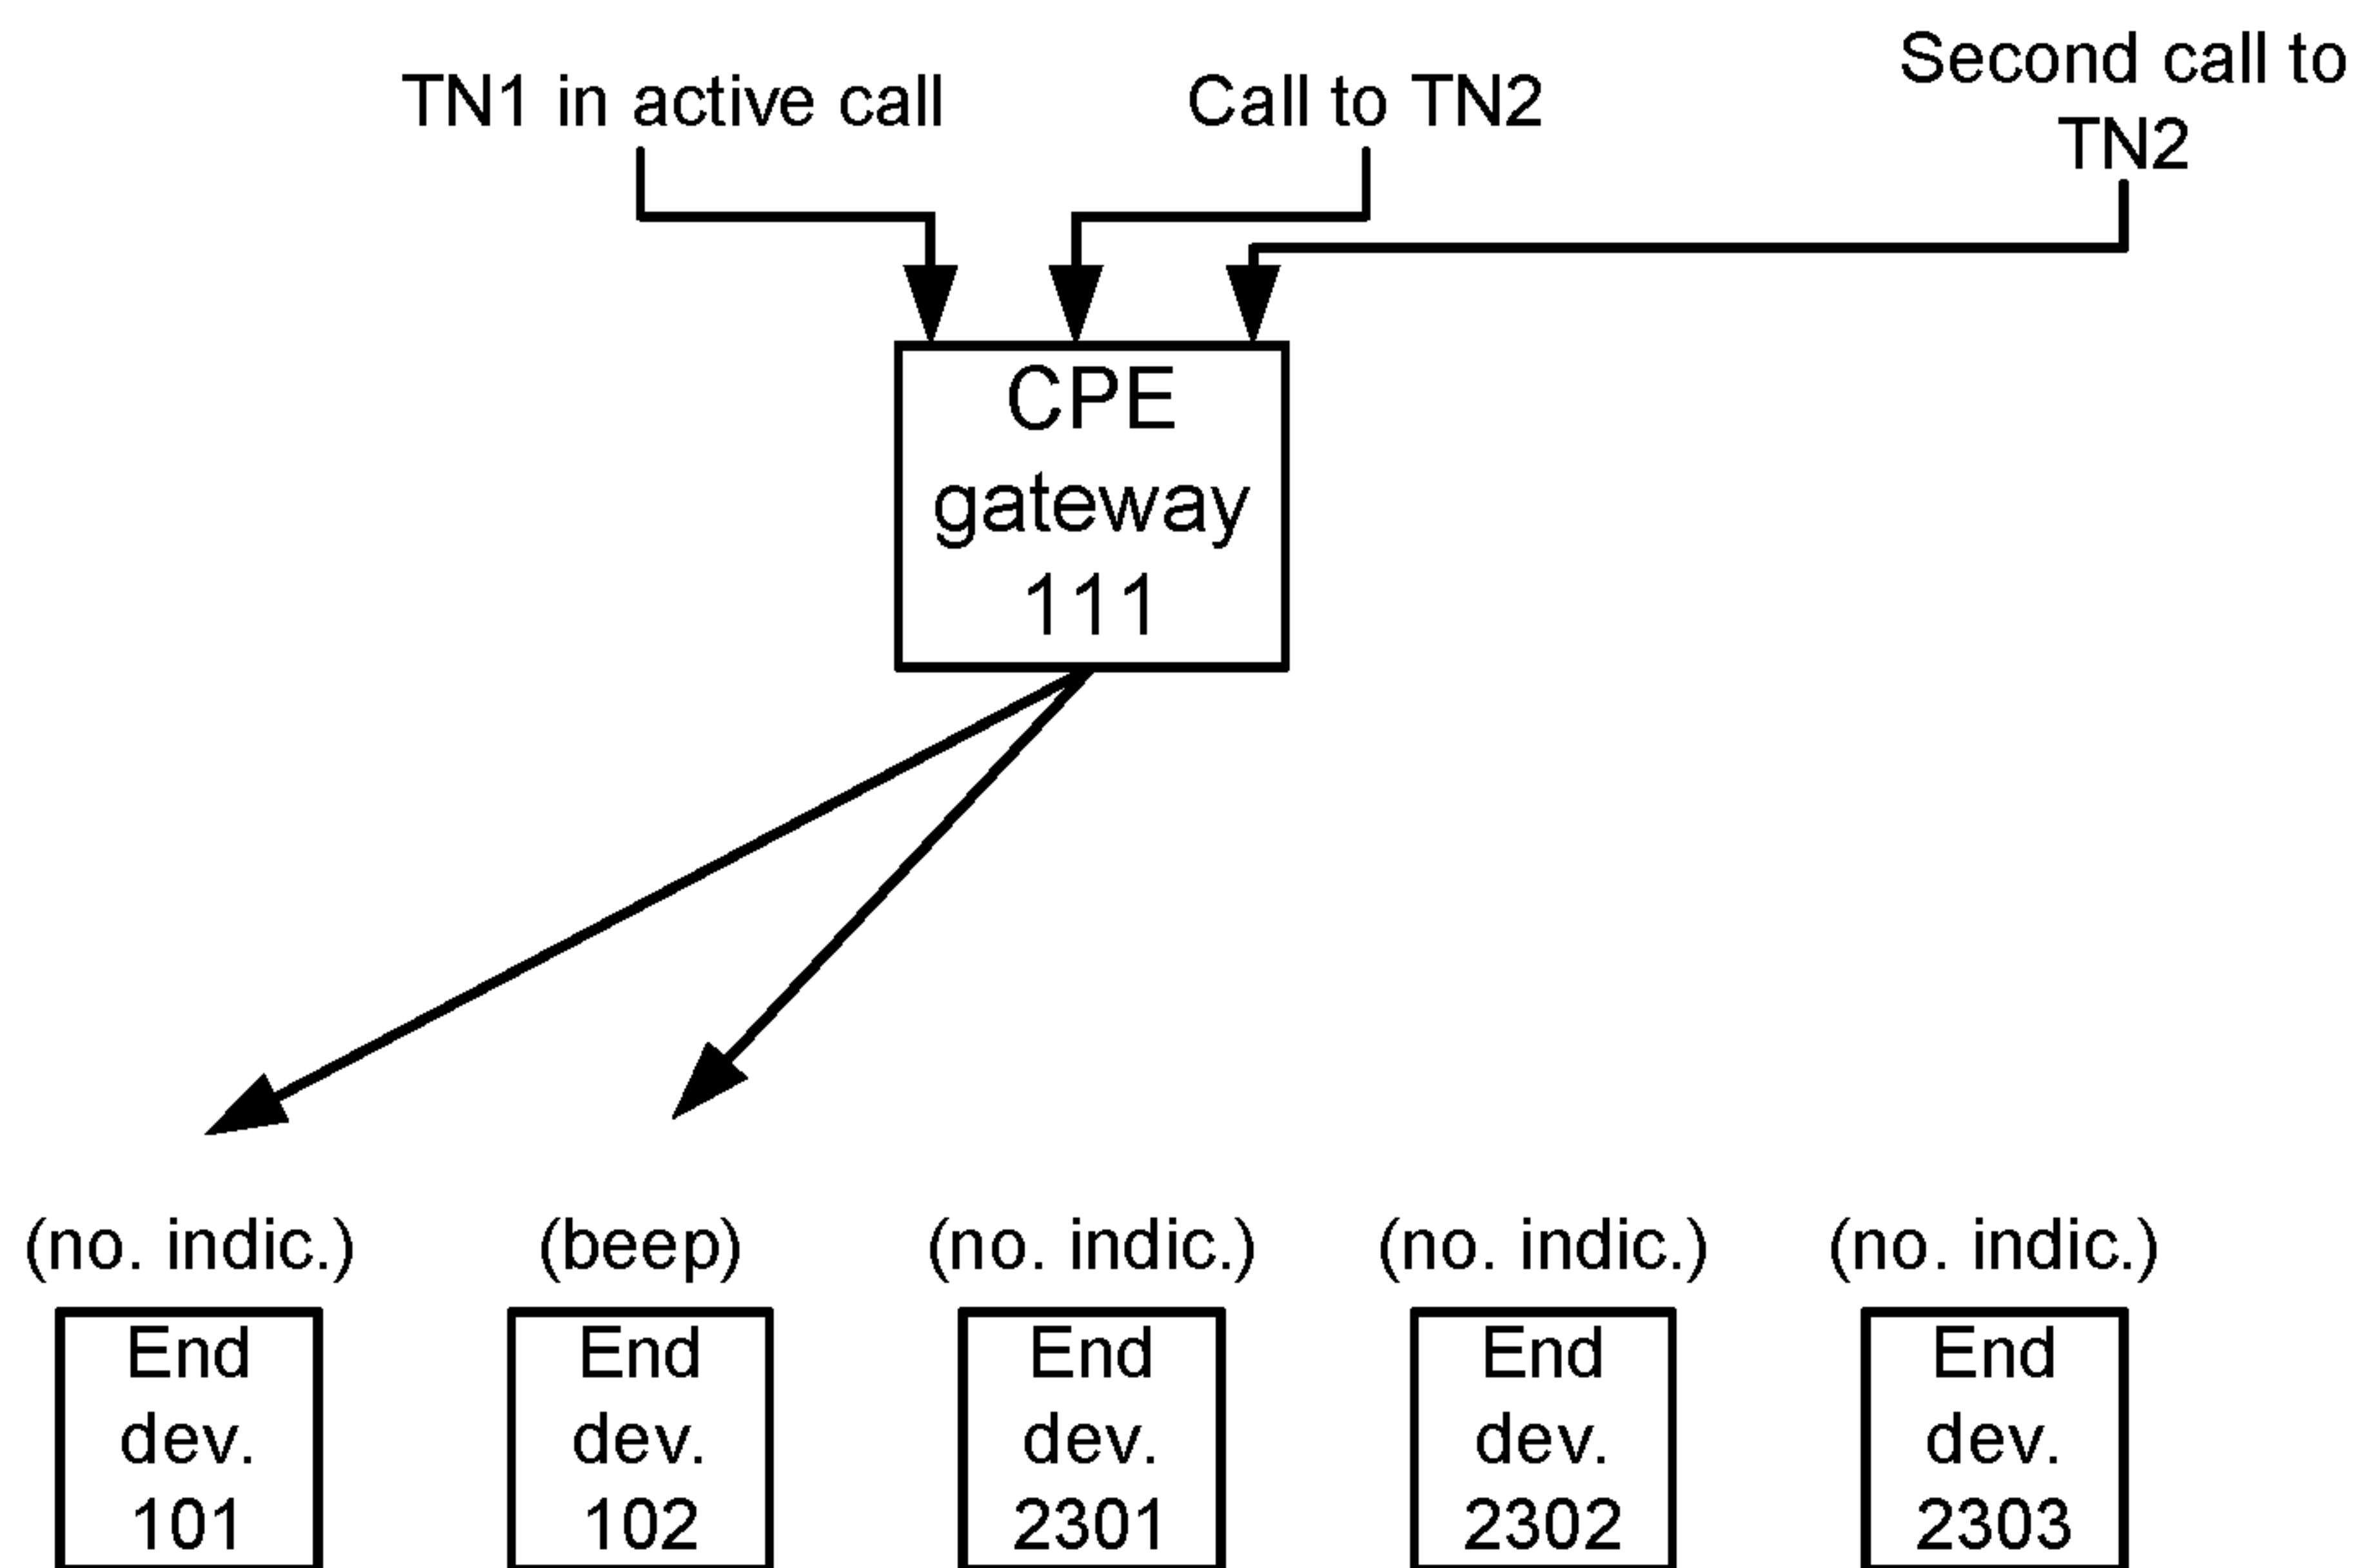 TN1 in active call
Call to TN2
Second call to
TN2
CPE
gateway
111
(no. indic.)
(beep)
(no. indic.)
(no. indic.)
(no. indic.)
End
dev.
101
End
dev.
102
End
dev.
2301
End
dev.
2302
End
dev.
2303